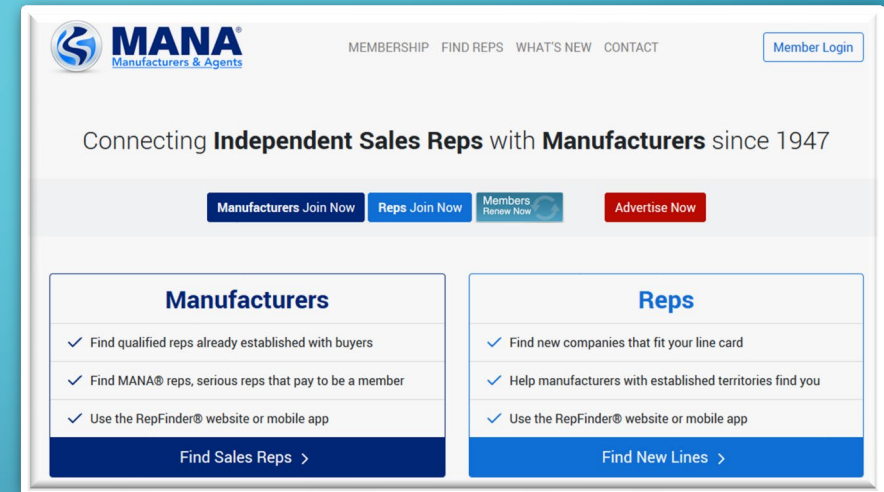 MANA®
Manufacturers & Agents
MEMBERSHIP FIND REPS WHAT'S NEW CONTACT
Member Login
Connecting Independent Sales Reps with Manufacturers since 1947
Manufacturers Join Now
Reps Join Now
Members
Renew Now
Advertise Now
Manufacturers
✓ Find qualified reps already established with buyers
✓ Find MANA® reps, serious reps that pay to be a member
✓ Use the RepFinder® website or mobile app
Find Sales Reps >
Reps
✓ Find new companies that fit your line card
✓ Help manufacturers with established territories find you
✓ Use the RepFinder® website or mobile app
Find New Lines >